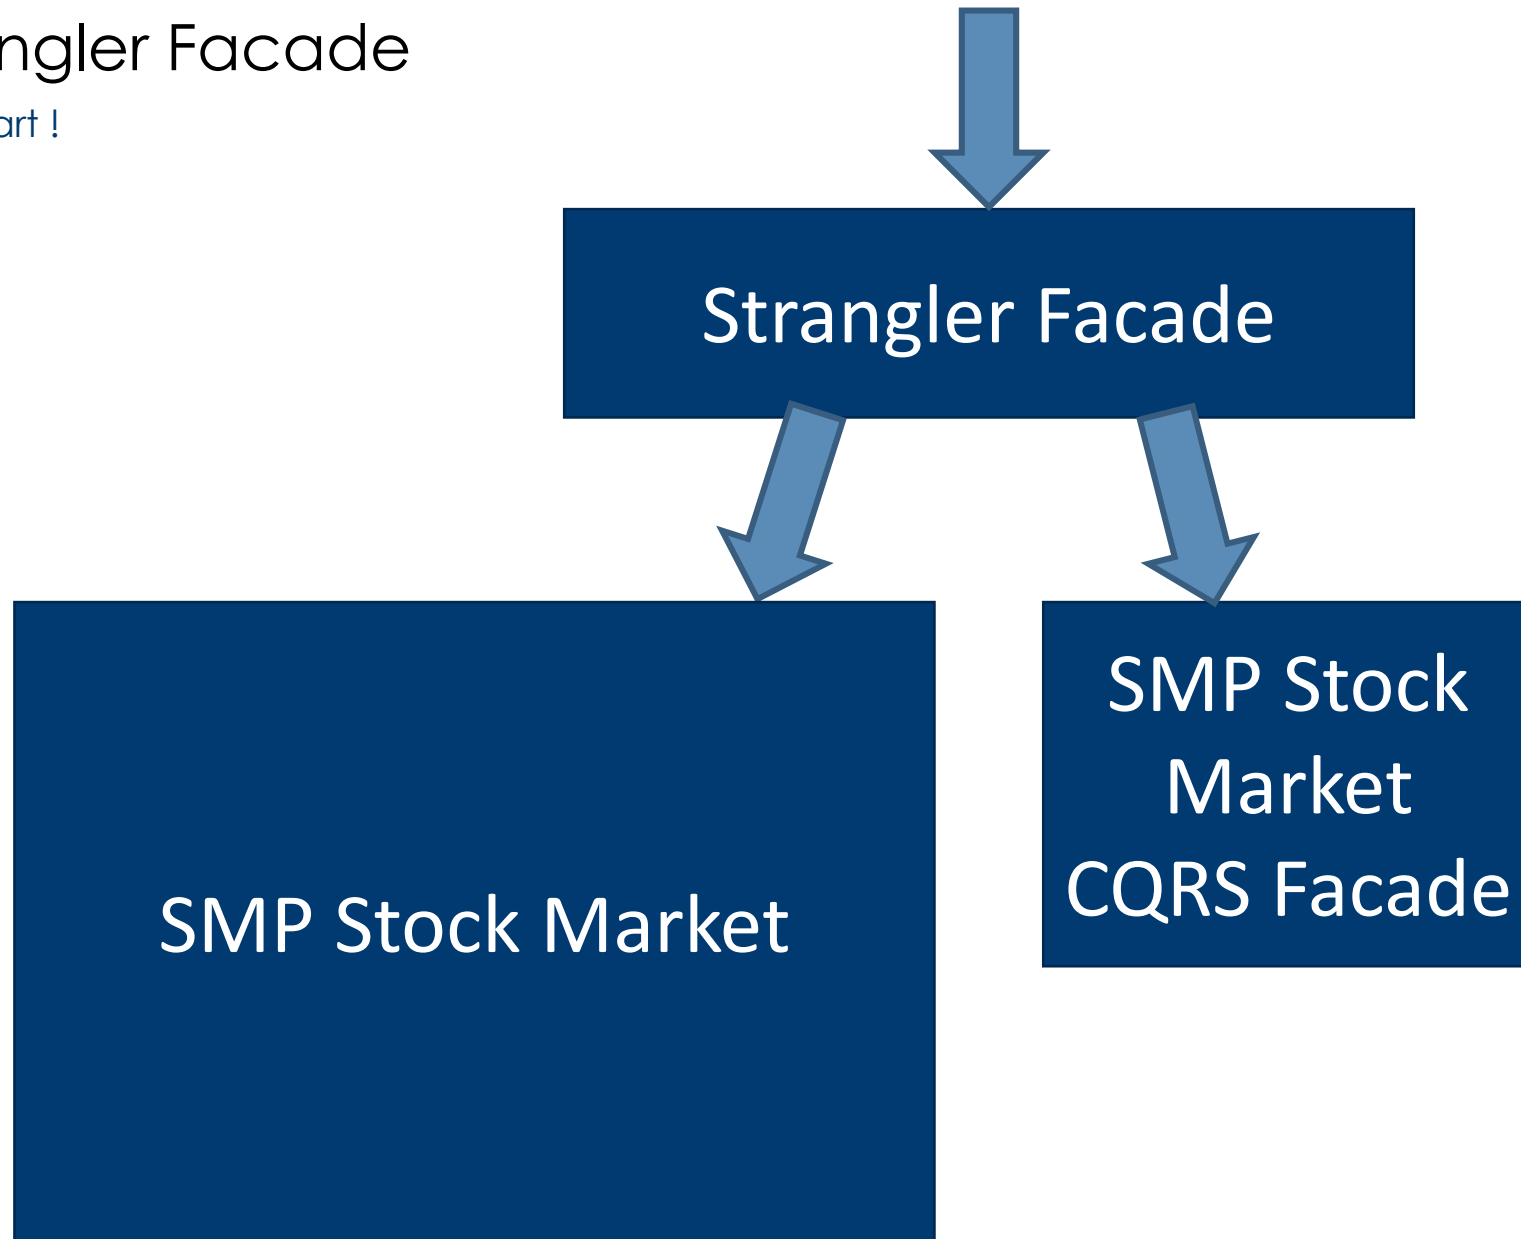 ngler Facade
art !
Strangler Facade
SMP Stock Market
SMP Stock
Market
CQRS Facade